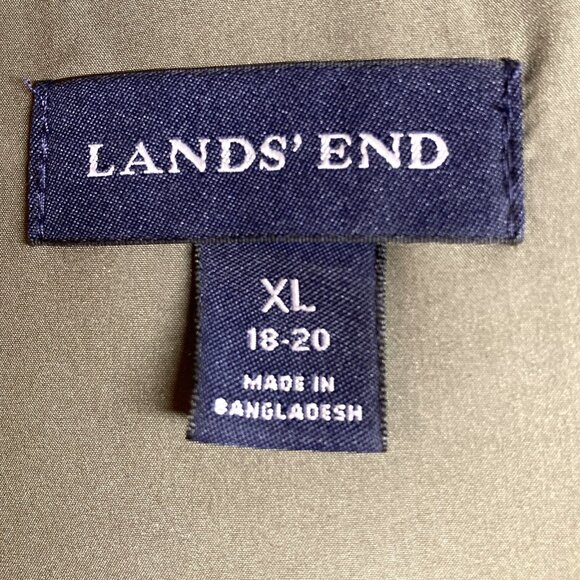 LANDS' END
XL
18-20
MADE IN
BANGLADESH